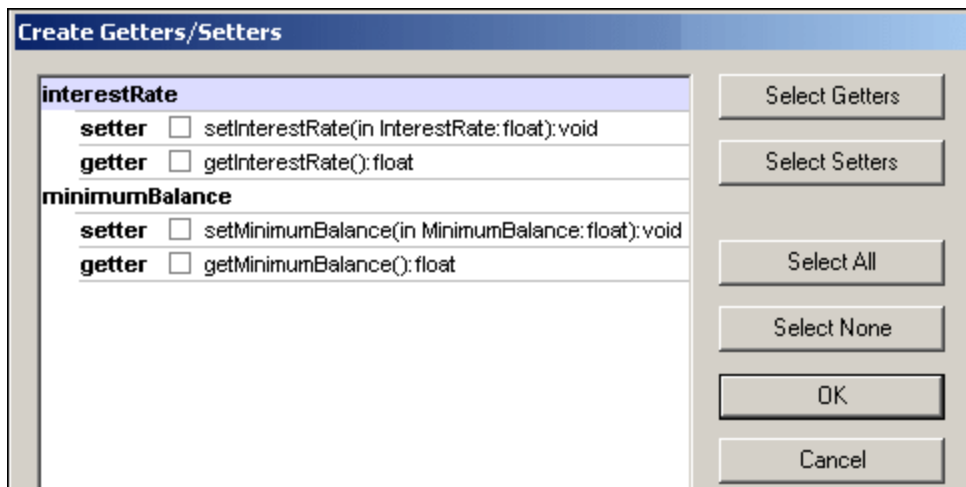 Create Getters/Setters
interestRate
setter setInterestRate(in InterestRate:float):void
getter getInterestRate():float
minimumBalance
setter setMinimumBalance(in MinimumBalance:float):void
getter getMinimumBalance():float
Select Getters
Select Setters
Select All
Select None
OK
Cancel